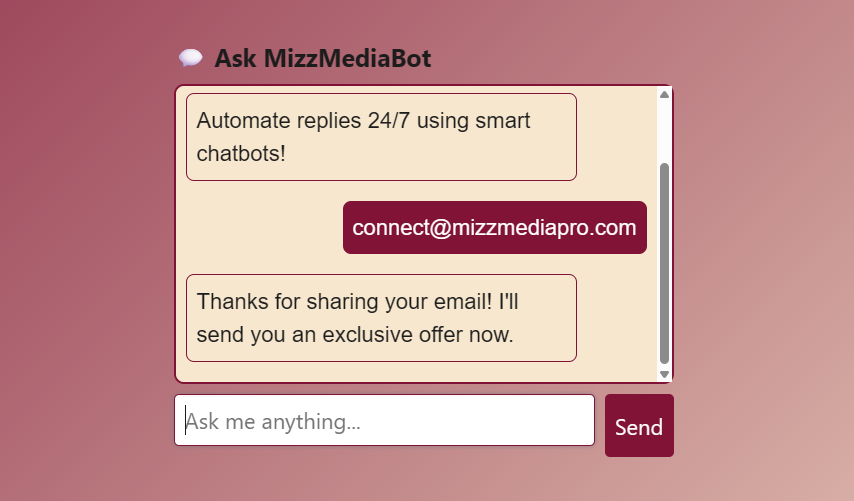 Ask MizzMediaBot
Automate replies 24/7 using smart
chatbots!
connect@mizzmediapro.com
Thanks for sharing your email! I'll
send you an exclusive offer now.
Ask me anything...
Send